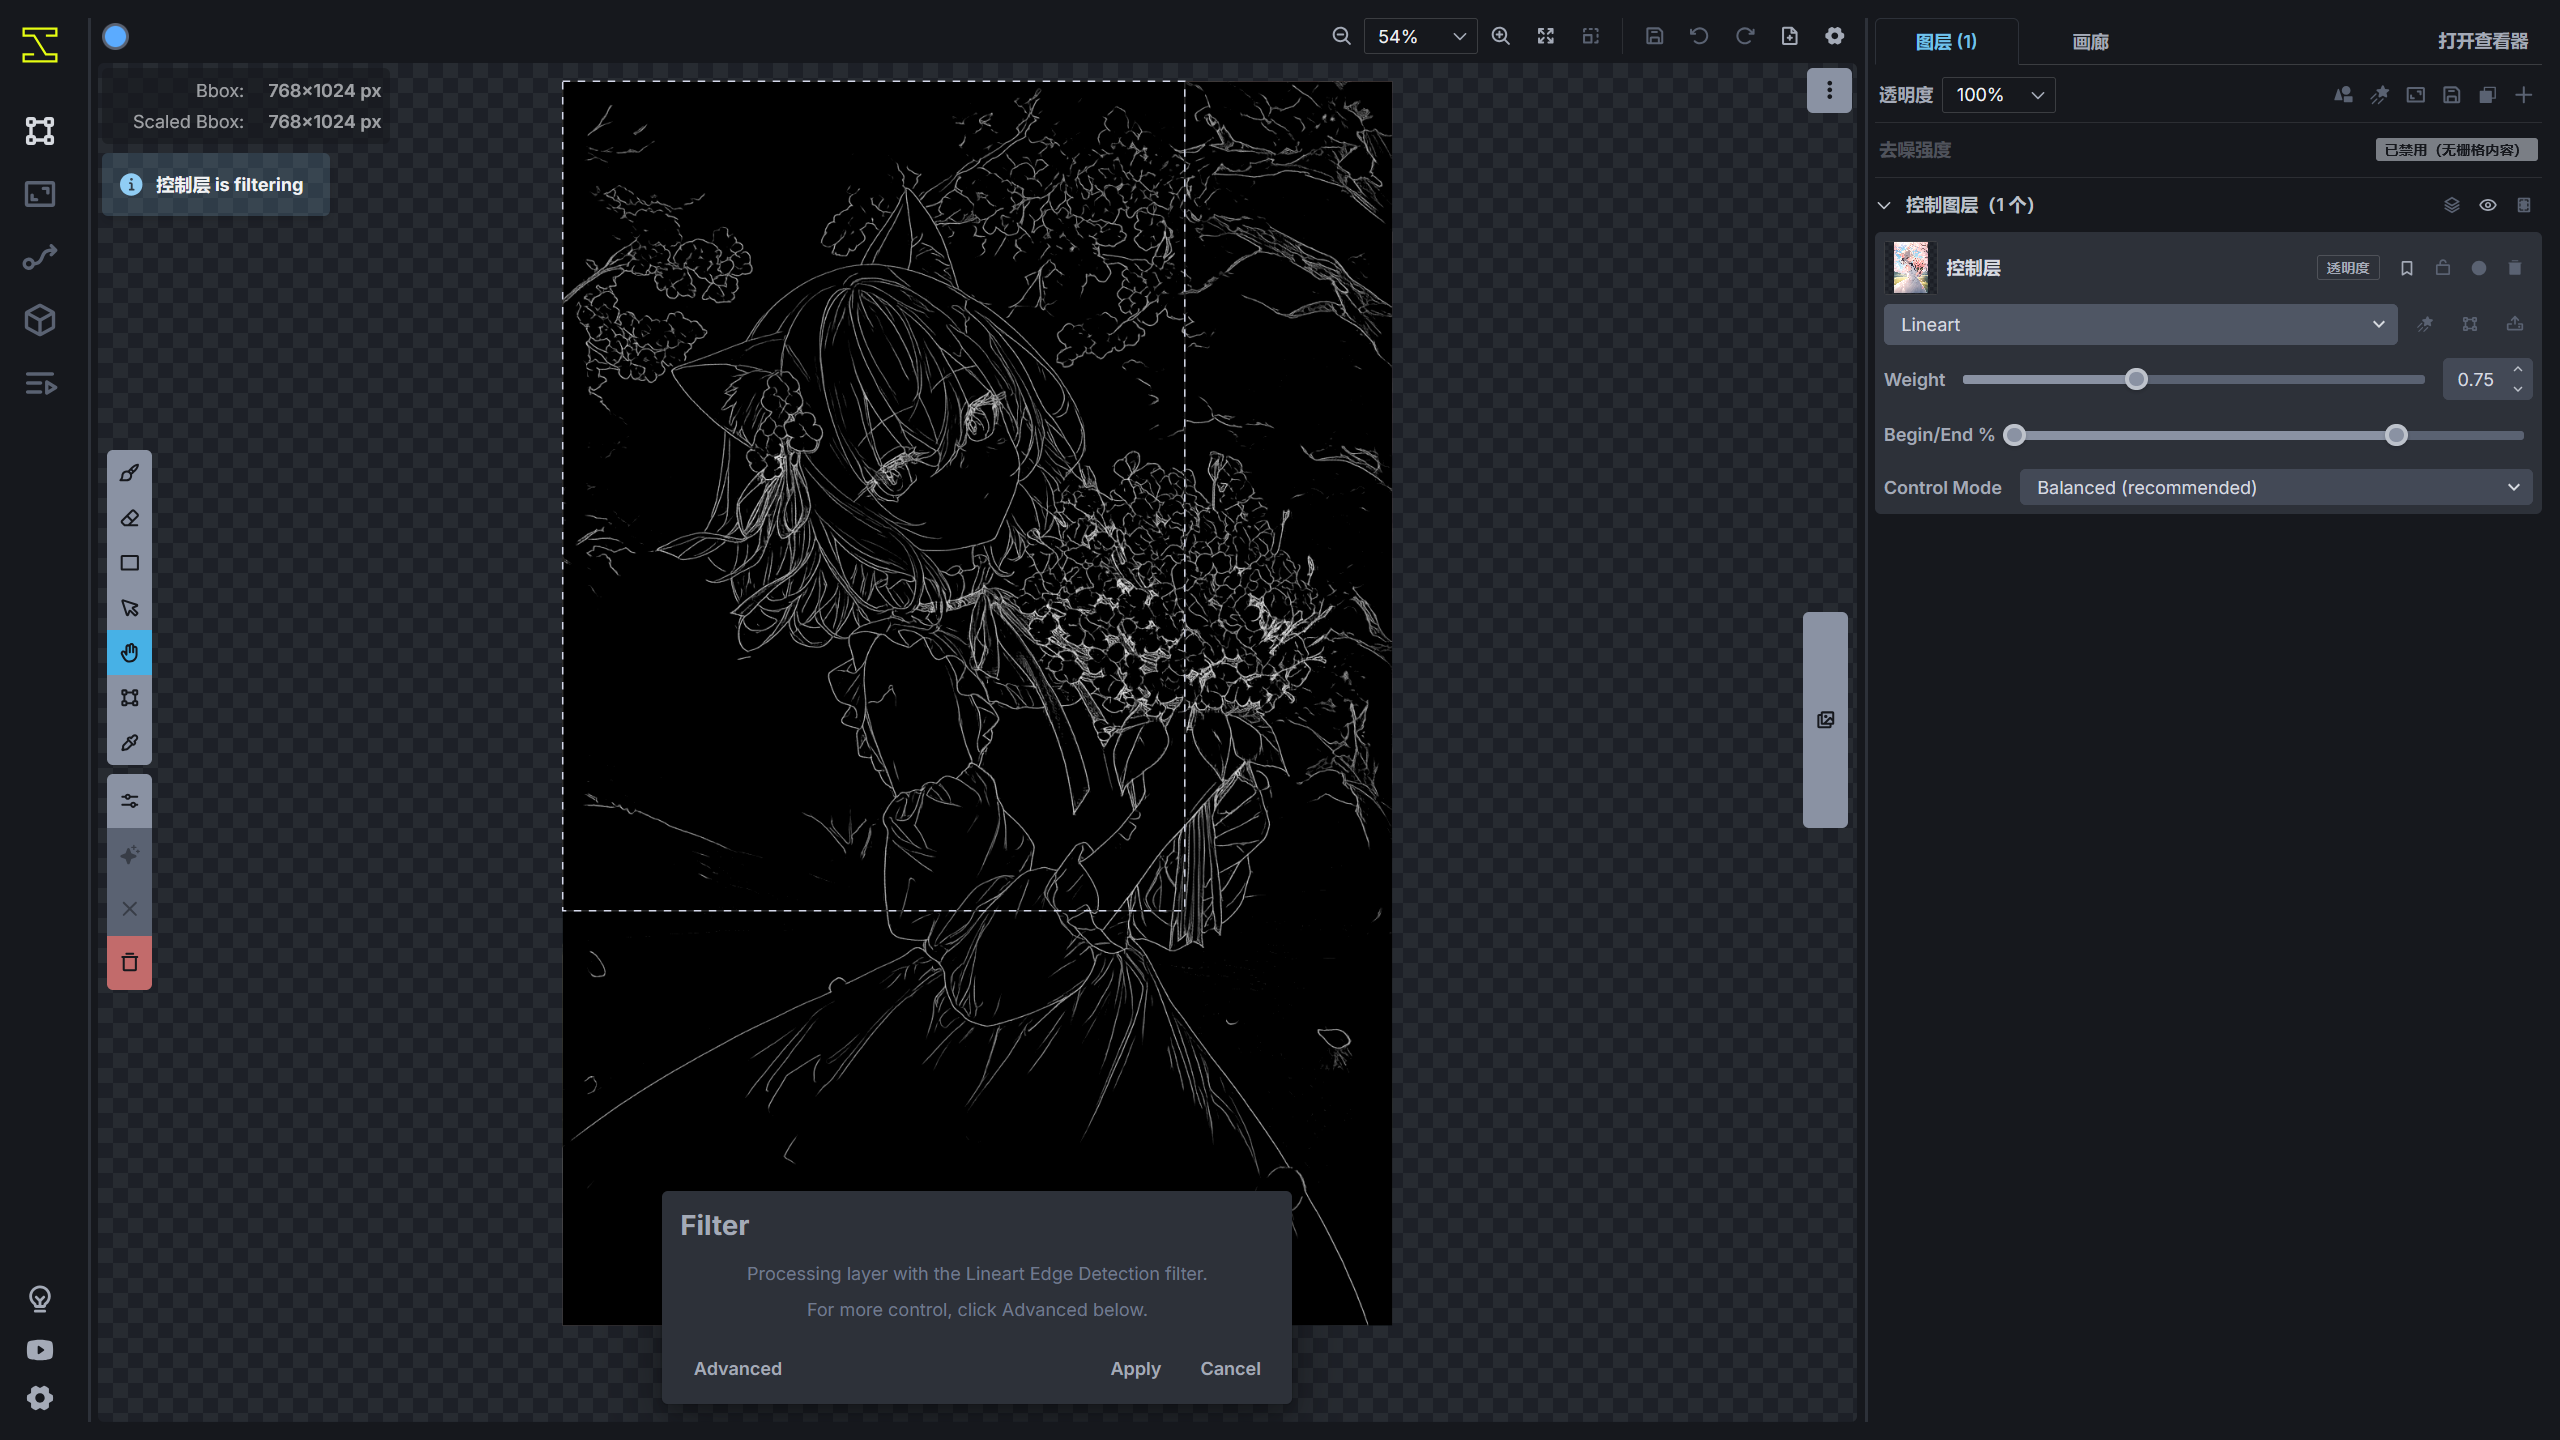 54%
图层 (1)
画廊
打开查看器
Bbox: 768×1024 px
Scaled Bbox: 768×1024 px
控制层 is filtering
透明度 100%
去噪强度
已禁用（无栅格内容）
控制图层（1 个）
控制层
透明度
Lineart
Weight
0.75
Begin/End %
Control Mode
Balanced (recommended)
Filter
Processing layer with the Lineart Edge Detection filter.
For more control, click Advanced below.
Advanced
Apply
Cancel